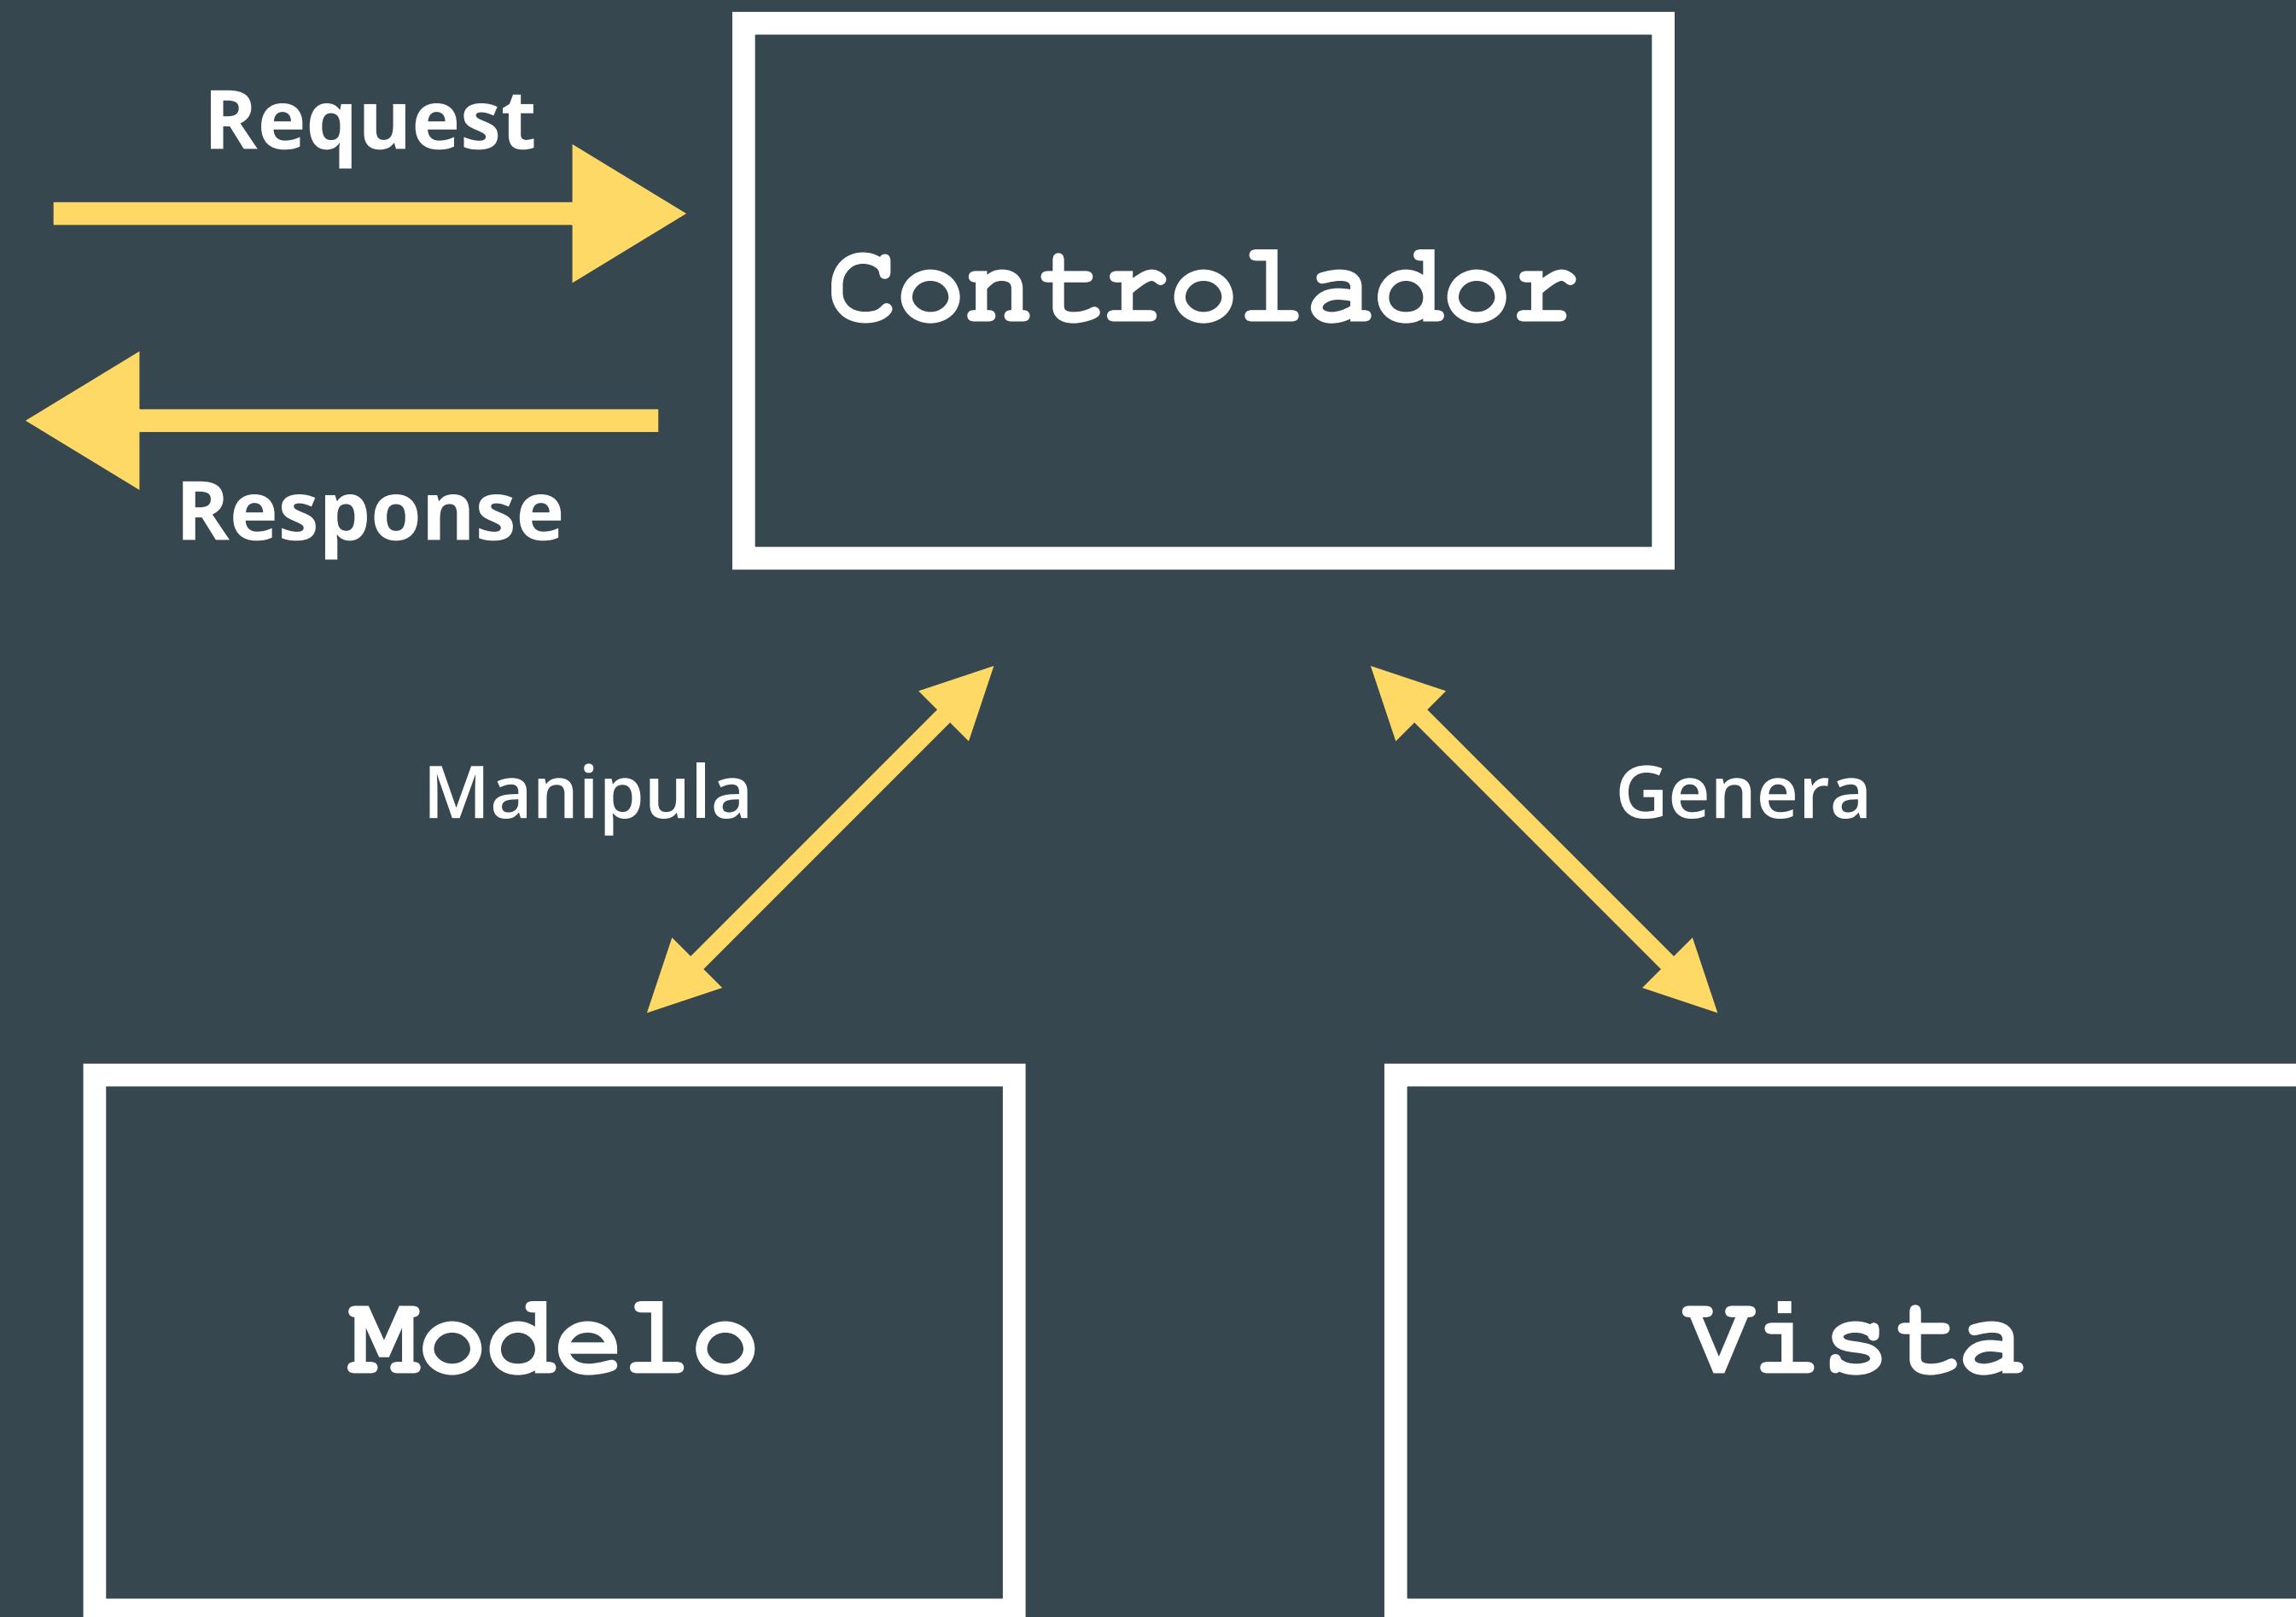 Request
Controlador
Response
Manipula
Genera
Modelo
Vista